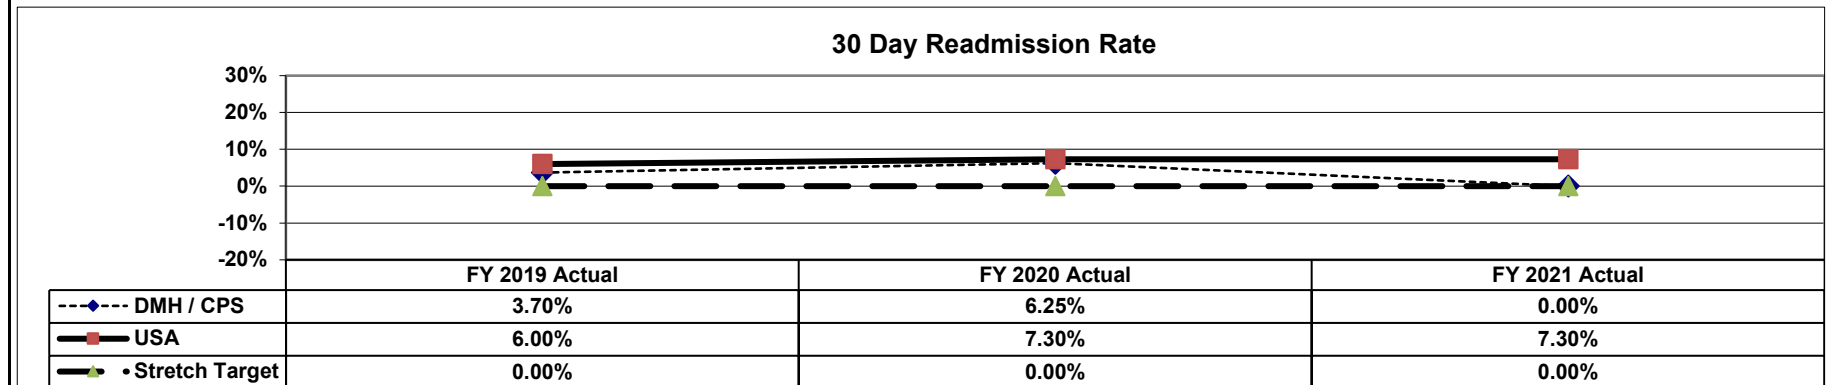 30 Day Readmission Rate
30%
20%
10%
0%
-10%
-20%
FY 2019 Actual FY 2020 Actual FY 2021 Actual
DMH / CPS 3.70% 6.25% 0.00%
USA 6.00% 7.30% 7.30%
Stretch Target 0.00% 0.00% 0.00%